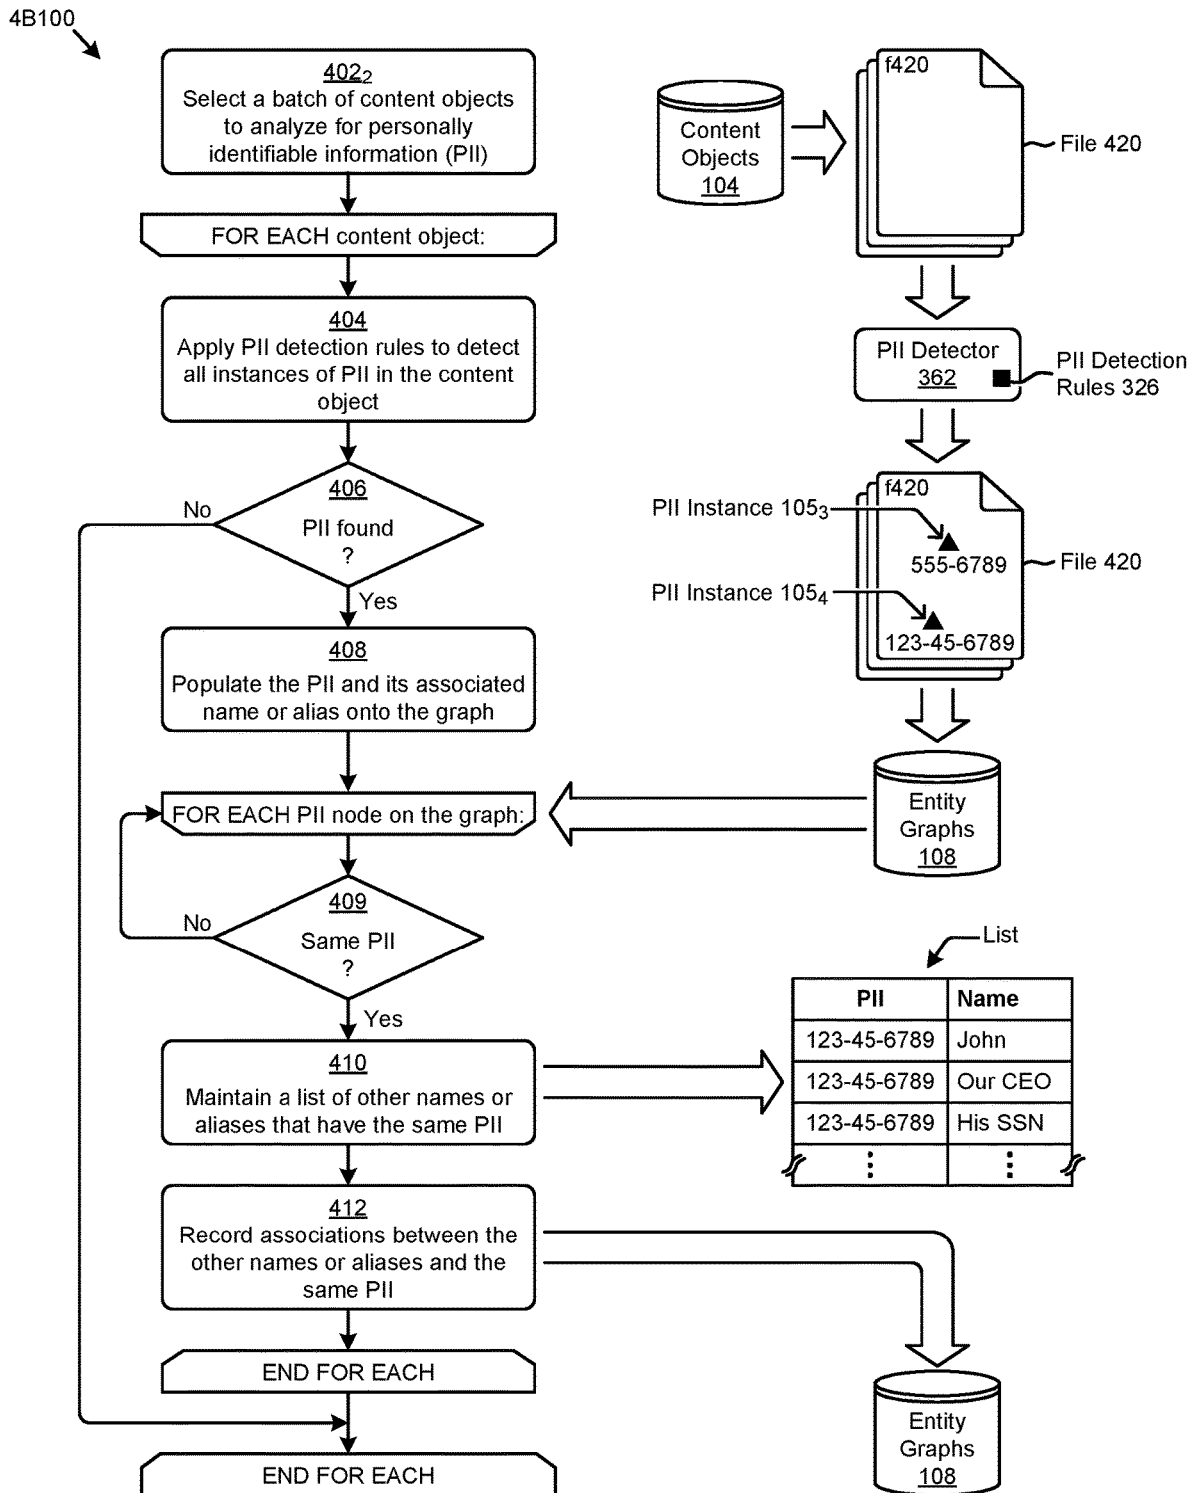 4B100
402₂
Select a batch of content objects
to analyze for personally
identifiable information (PII)
FOR EACH content object:
404
Apply PII detection rules to detect
all instances of PII in the content
object
406
PII found
?
No
Yes
408
Populate the PII and its associated
name or alias onto the graph
FOR EACH PII node on the graph:
409
Same PII
?
No
Yes
410
Maintain a list of other names or
aliases that have the same PII
412
Record associations between the
other names or aliases and the
same PII
END FOR EACH
END FOR EACH
Content
Objects
104
f420
File 420
PII Detector
362
PII Detection
Rules 326
f420
PII Instance 105₃
555-6789
File 420
PII Instance 105₄
123-45-6789
Entity
Graphs
108
List
PII Name
123-45-6789 John
123-45-6789 Our CEO
123-45-6789 His SSN
Entity
Graphs
108